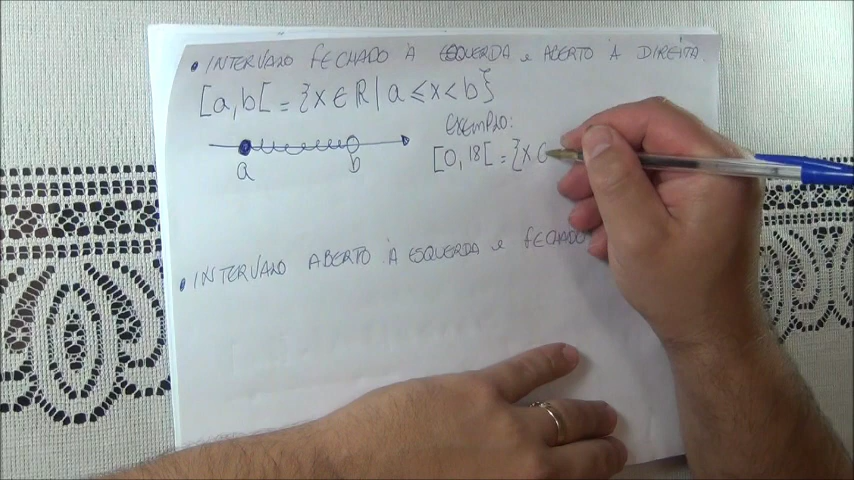 • INTERVALO FECHADO À ESQUERDA e ABERTO À DIREITA.
[a,b[ = {x ∈ R | a ≤ x < b}
EXEMPLO:
[0,18[ = {x
a b
• INTERVALO ABERTO À ESQUERDA e FECHADO